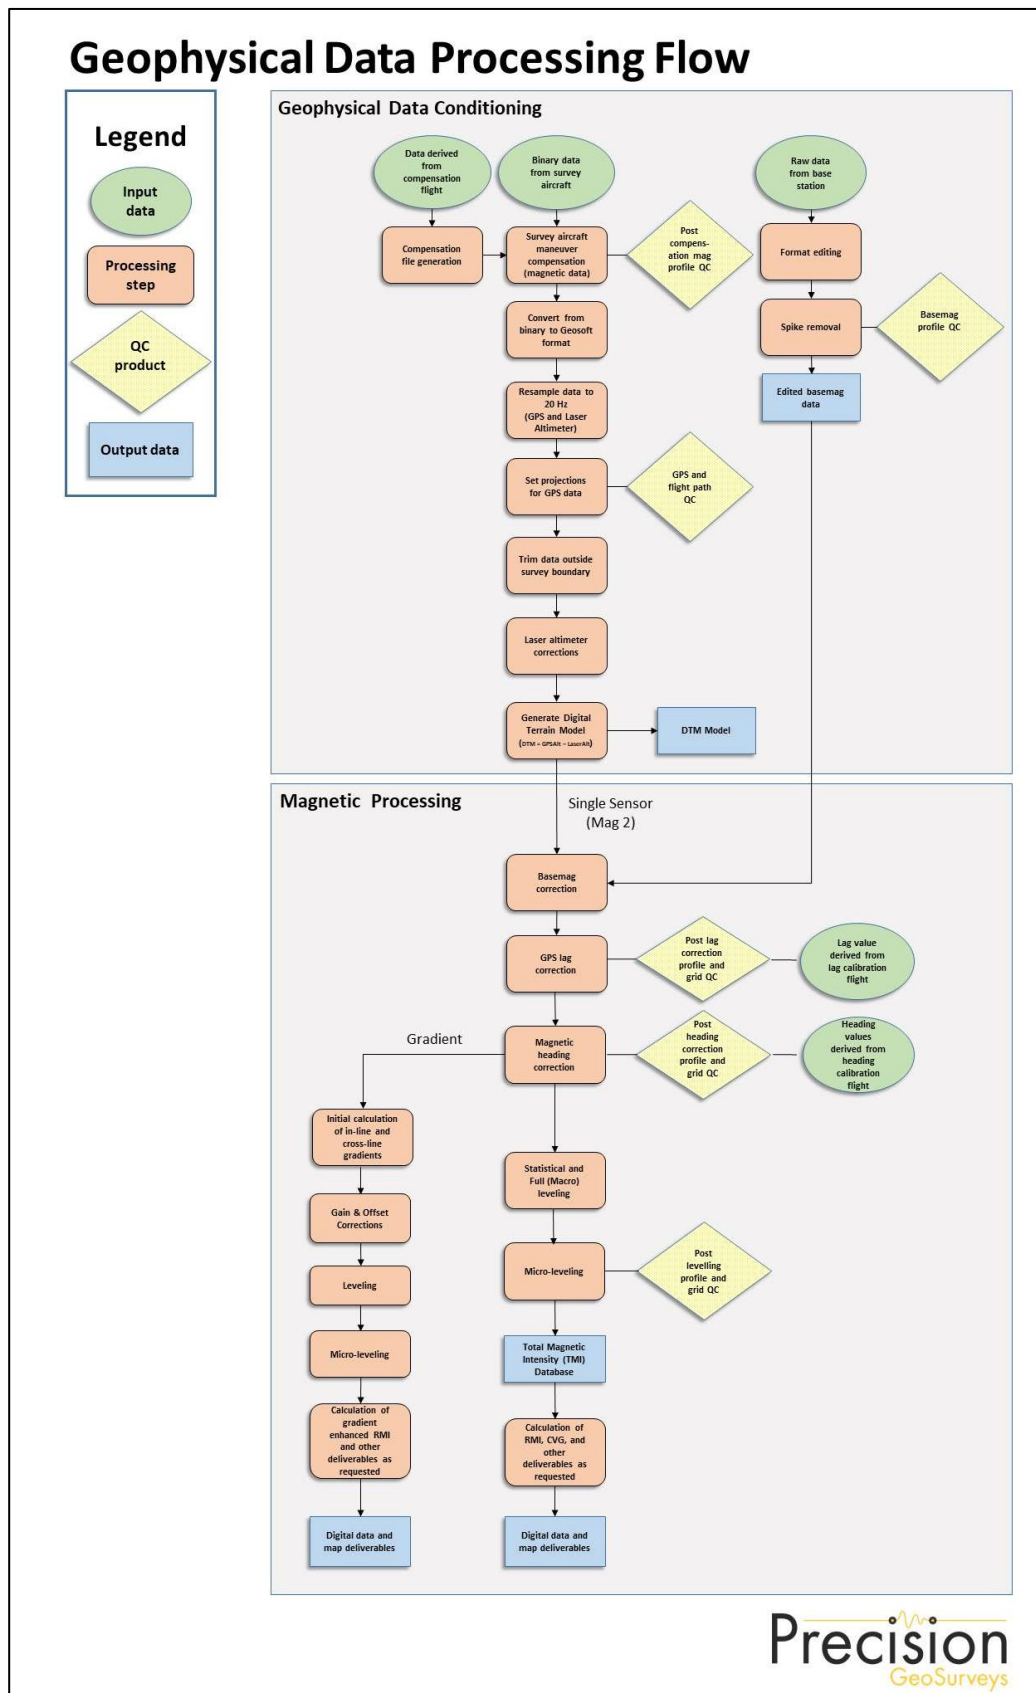 Geophysical Data Processing Flow
Legend
Input
data
Processing
step
QC
product
Output data
Geophysical Data Conditioning
Data derived
from
compensation
flight
Binary data
from survey
aircraft
Raw data
from base
station
Compensation
file generation
Survey aircraft
maneuver
compensation
(magnetic data)
Post
compens-
ation mag
profile QC
Format editing
Convert from
binary to Geosoft
format
Spike removal
Basemag
profile QC
Resample data to
20 Hz
(GPS and Laser
Altimeter)
Edited basemag
data
Set projections
for GPS data
GPS and
flight path
QC
Trim data outside
survey boundary
Laser altimeter
corrections
Generate Digital
Terrain Model
(DTM = GPSAlt – LaserAlt)
DTM Model
Magnetic Processing
Single Sensor
(Mag 2)
Basemag
correction
GPS lag
correction
Post lag
correction
profile and
grid QC
Lag value
derived from
lag calibration
flight
Gradient
Magnetic
heading
correction
Post
heading
correction
profile and
grid QC
Heading
values
derived from
heading
calibration
flight
Initial calculation
of in-line and
cross-line
gradients
Statistical and
Full (Macro)
leveling
Gain & Offset
Corrections
Leveling
Micro-leveling
Post
levelling
profile and
grid QC
Micro-leveling
Total Magnetic
Intensity (TMI)
Database
Calculation of
gradient
enhanced RMI
and other
deliverables as
requested
Calculation of
RMI, CVG, and
other
deliverables as
requested
Digital data and
map deliverables
Digital data and
map deliverables
Precision
GeoSurveys